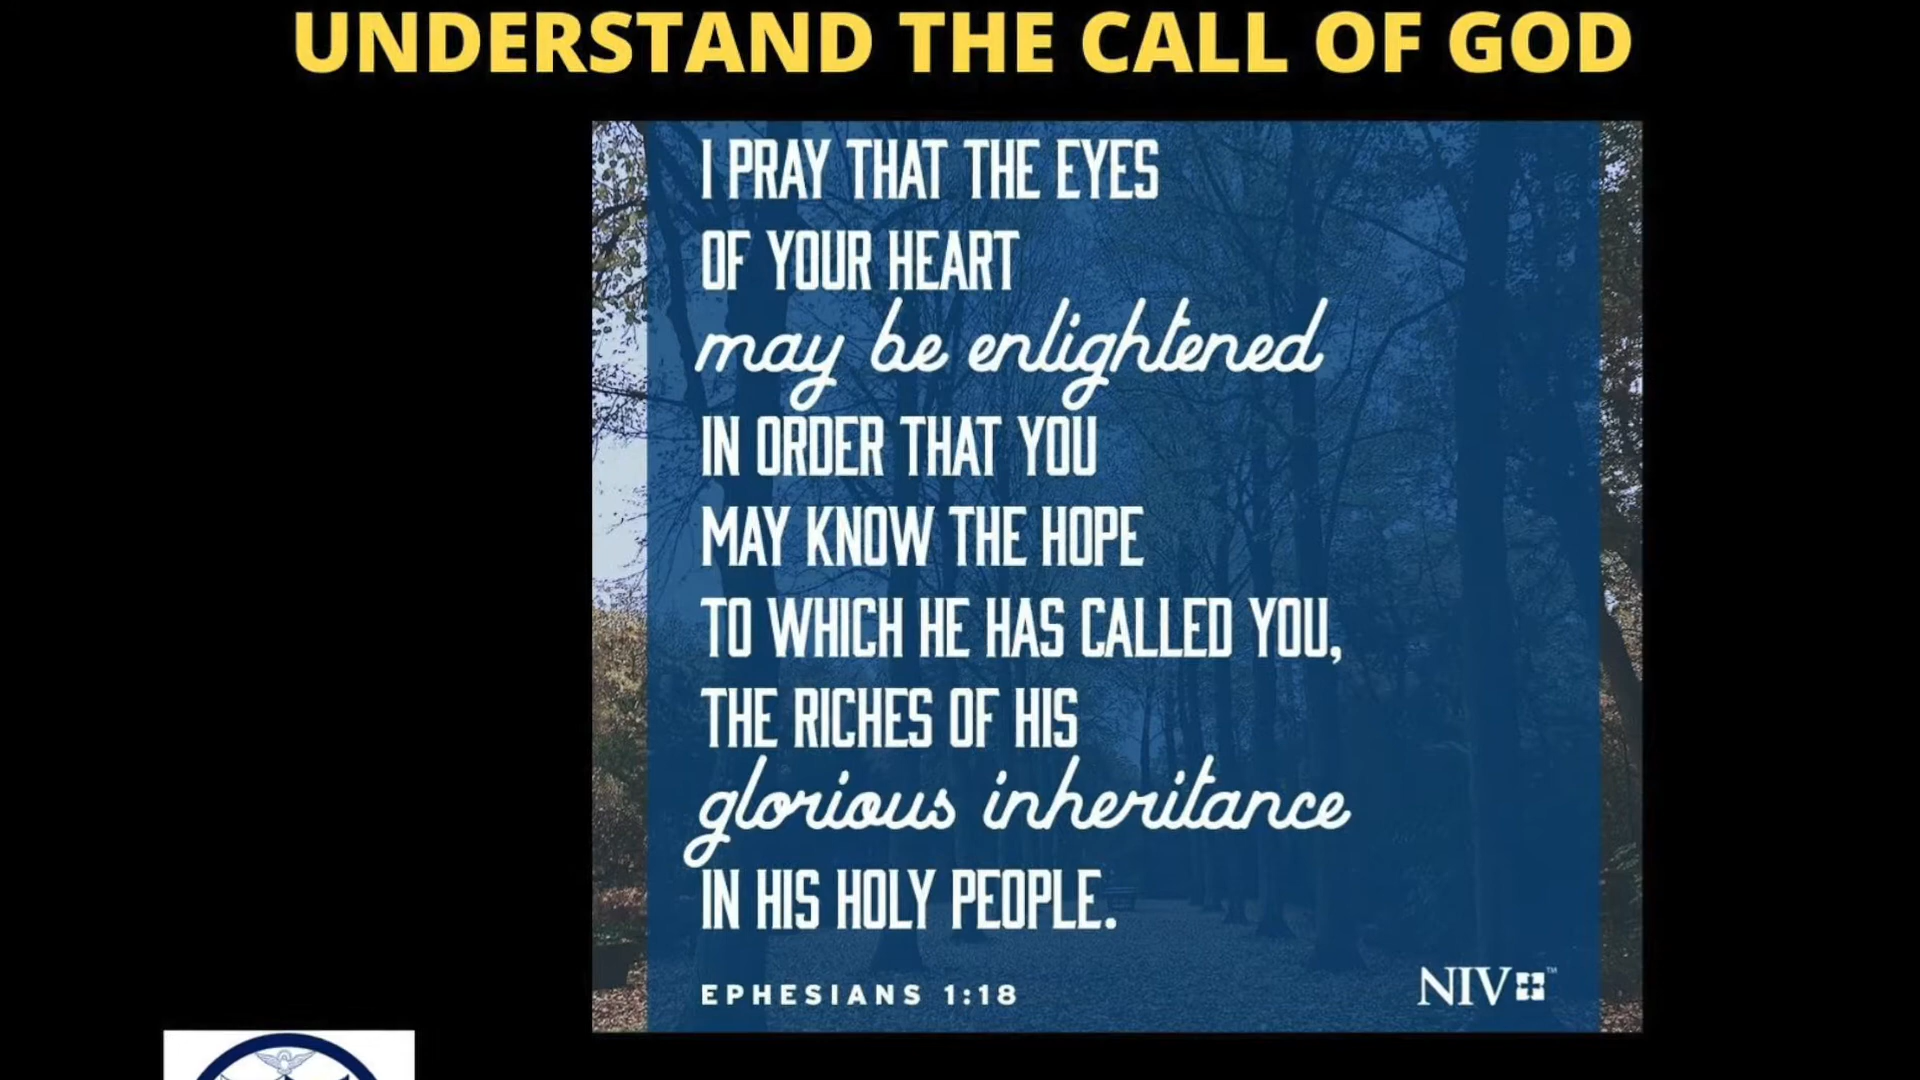 UNDERSTAND THE CALL OF GOD
I PRAY THAT THE EYES
OF YOUR HEART
may be enlightened
IN ORDER THAT YOU
MAY KNOW THE HOPE
TO WHICH HE HAS CALLED YOU,
THE RICHES OF HIS
glorious inheritance
IN HIS HOLY PEOPLE.
EPHESIANS 1:18
NIV™